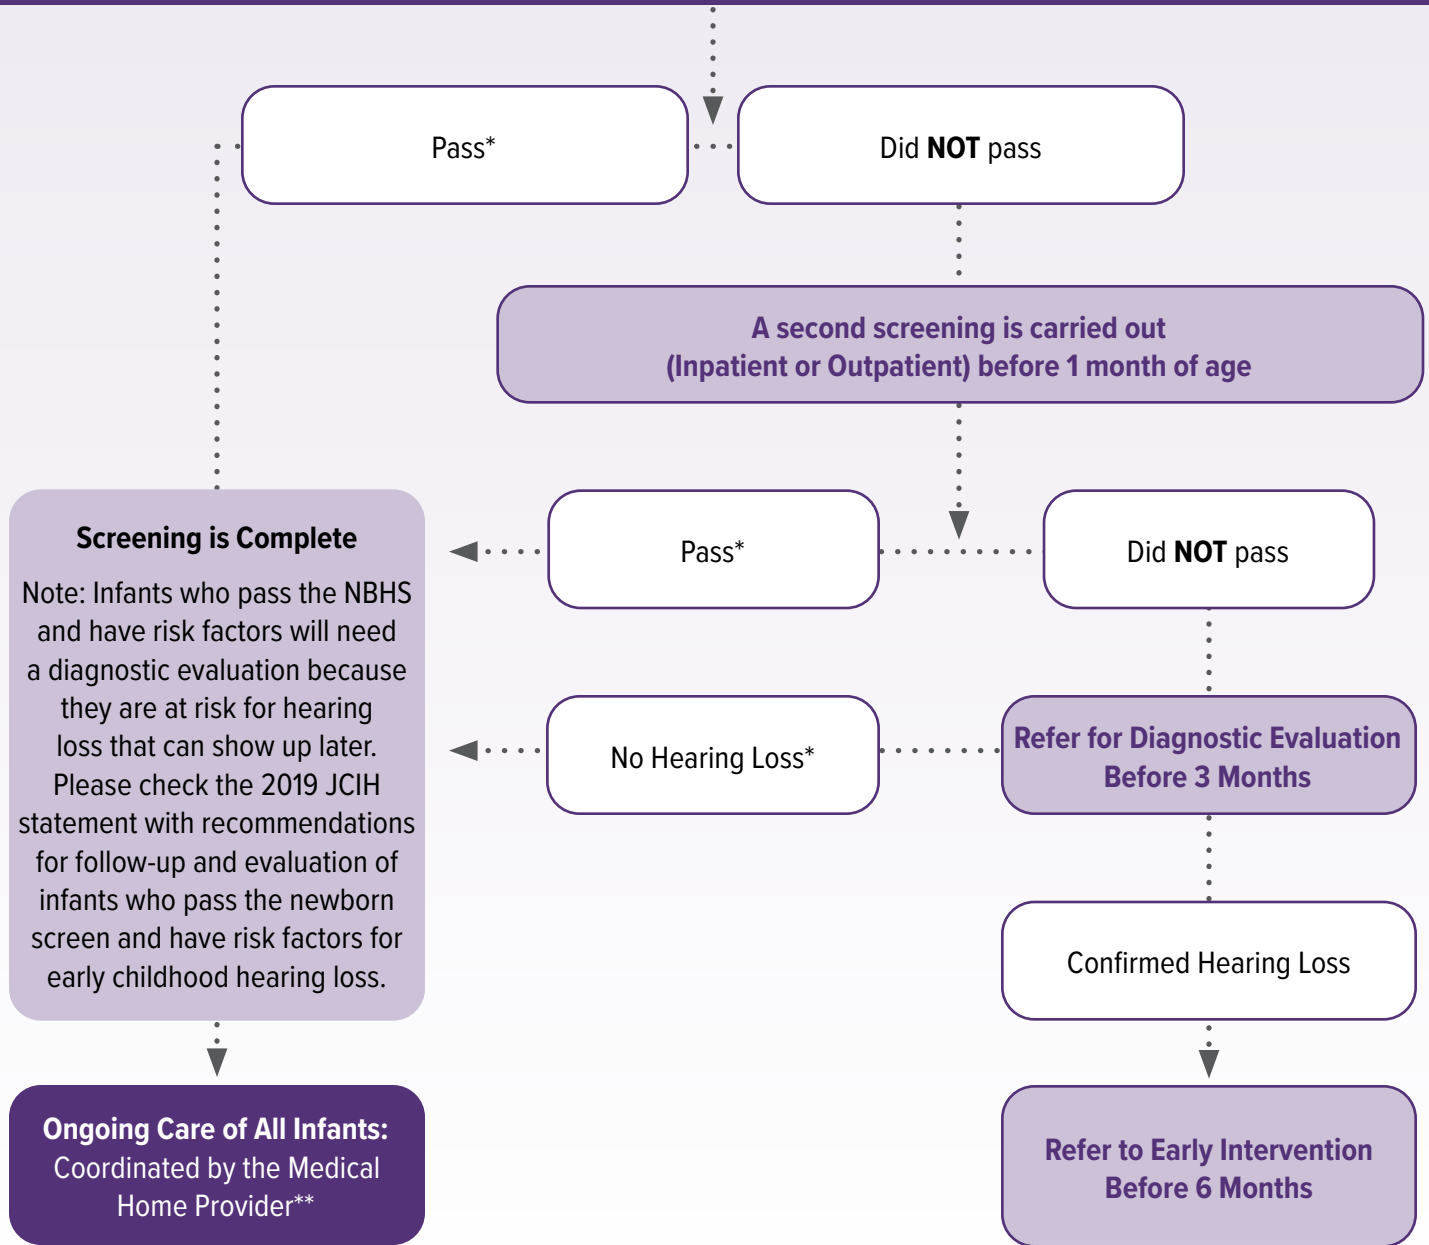 Pass*
Did NOT pass
A second screening is carried out
(Inpatient or Outpatient) before 1 month of age
Pass*
Did NOT pass
Screening is Complete
Note: Infants who pass the NBHS
and have risk factors will need
a diagnostic evaluation because
they are at risk for hearing
loss that can show up later.
Please check the 2019 JCIH
statement with recommendations
for follow-up and evaluation of
infants who pass the newborn
screen and have risk factors for
early childhood hearing loss.
No Hearing Loss*
Refer for Diagnostic Evaluation
Before 3 Months
Confirmed Hearing Loss
Ongoing Care of All Infants:
Coordinated by the Medical
Home Provider**
Refer to Early Intervention
Before 6 Months